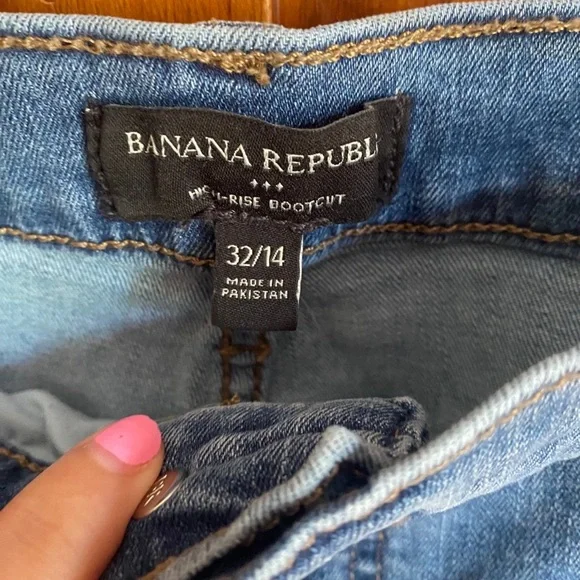 BANANA REPUBLI
HIGH-RISE BOOTCUT
32/14
MADE IN
PAKISTAN